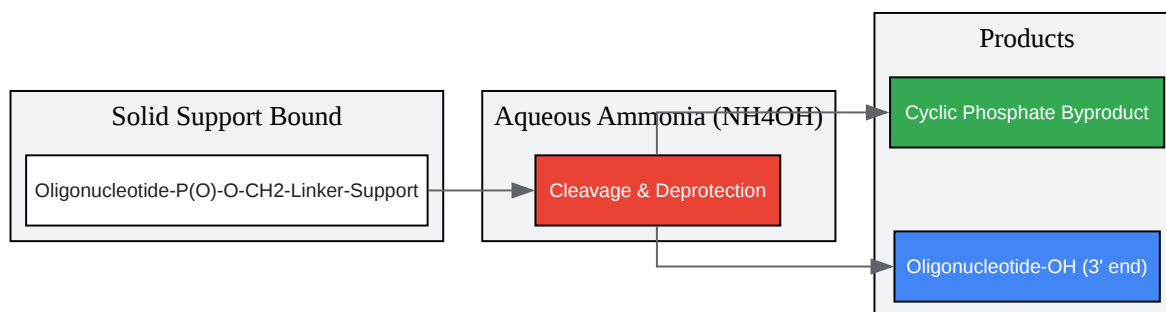 Solid Support Bound
Oligonucleotide-P(O)-O-CH2-Linker-Support
Aqueous Ammonia (NH4OH)
Cleavage & Deprotection
Products
Cyclic Phosphate Byproduct
Oligonucleotide-OH (3' end)